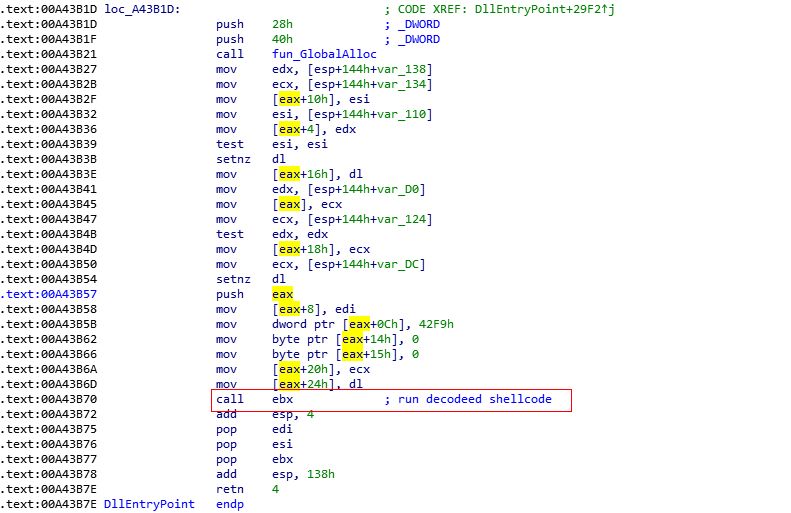 .text:00A43B1D loc_A43B1D: ; CODE XREF: DllEntryPoint+29F2↑j
.text:00A43B1D push 28h ; _DWORD
.text:00A43B1F push 40h ; _DWORD
.text:00A43B21 call fun_GlobalAlloc
.text:00A43B27 mov edx, [esp+144h+var_138]
.text:00A43B2B mov ecx, [esp+144h+var_134]
.text:00A43B2F mov [eax+10h], esi
.text:00A43B32 mov esi, [esp+144h+var_110]
.text:00A43B36 mov [eax+4], edx
.text:00A43B39 test esi, esi
.text:00A43B3B setnz dl
.text:00A43B3E mov [eax+16h], dl
.text:00A43B41 mov edx, [esp+144h+var_D0]
.text:00A43B45 mov [eax], ecx
.text:00A43B47 mov ecx, [esp+144h+var_124]
.text:00A43B4B test edx, edx
.text:00A43B4D mov [eax+18h], ecx
.text:00A43B50 mov ecx, [esp+144h+var_DC]
.text:00A43B54 setnz dl
.text:00A43B57 push eax
.text:00A43B58 mov [eax+8], edi
.text:00A43B5B mov dword ptr [eax+0Ch], 42F9h
.text:00A43B62 mov byte ptr [eax+14h], 0
.text:00A43B66 mov byte ptr [eax+15h], 0
.text:00A43B6A mov [eax+20h], ecx
.text:00A43B6D mov [eax+24h], dl
.text:00A43B70 call ebx ; run decodeed shellcode
.text:00A43B72 add esp, 4
.text:00A43B75 pop edi
.text:00A43B76 pop esi
.text:00A43B77 pop ebx
.text:00A43B78 add esp, 138h
.text:00A43B7E retn 4
.text:00A43B7E DllEntryPoint endp